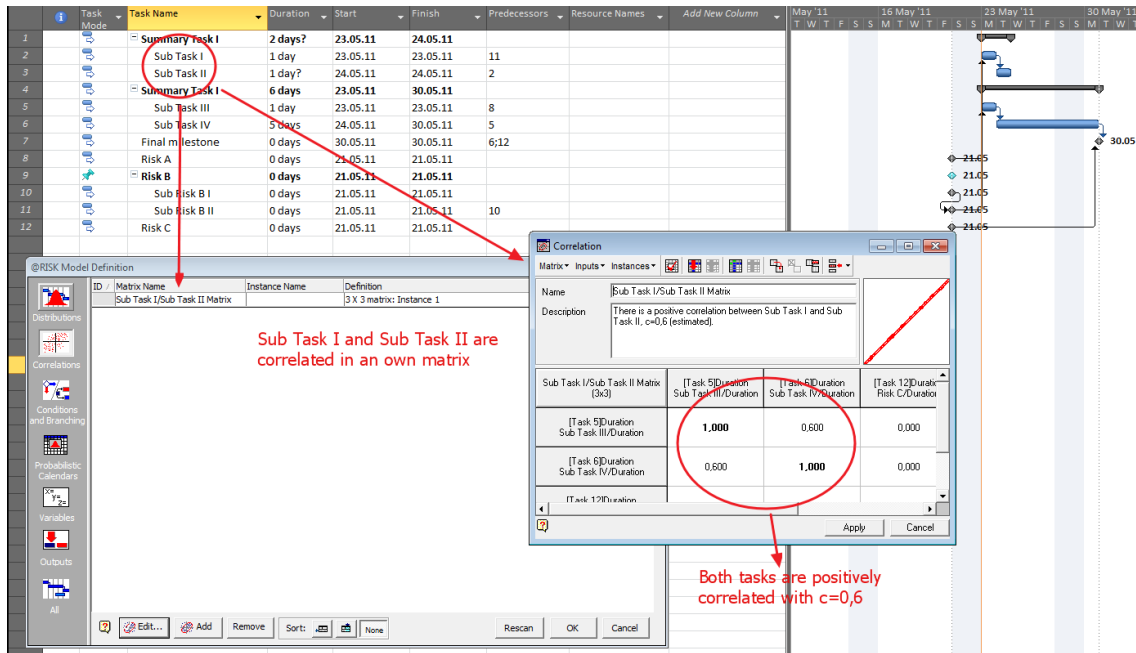 Task Mode Task Name Duration Start Finish Predecessors Resource Names Add New Column May '11 16 May '11 23 May '11 30 May '11
T W T F S S M T W T F S S M T W T F S S M T W T
1 Summary Task I 2 days? 23.05.11 24.05.11
2 Sub Task I 1 day 23.05.11 23.05.11 11
3 Sub Task II 1 day? 24.05.11 24.05.11 2
4 Summary Task I 6 days 23.05.11 30.05.11
5 Sub Task III 1 day 23.05.11 23.05.11 8
6 Sub Task IV 5 days 24.05.11 30.05.11 5
7 Final milestone 0 days 30.05.11 30.05.11 6;12 30.05
8 Risk A 0 days 21.05.11 21.05.11 21.05
9 Risk B 0 days 21.05.11 21.05.11 21.05
10 Sub Risk B I 0 days 21.05.11 21.05.11 21.05
11 Sub Risk B II 0 days 21.05.11 21.05.11 10 21.05
12 Risk C 0 days 21.05.11 21.05.11 21.05
@RISK Model Definition
ID / Matrix Name Instance Name Definition
Sub Task I/Sub Task II Matrix 3 X 3 matrix: Instance 1
Distributions
Correlations
Conditions
and Branching
Probabilistic
Calendars
Variables
Outputs
All
Sub Task I and Sub Task II are
correlated in an own matrix
Edit... Add Remove Sort: None Rescan OK Cancel
Correlation
Matrix Inputs Instances
Name Sub Task I/Sub Task II Matrix
Description There is a positive correlation between Sub Task I and Sub
Task II, c=0,6 (estimated).
Sub Task I/Sub Task II Matrix [Task 5]Duration [Task 6]Duration [Task 12]Duratic
(3x3) Sub Task III/Duration Sub Task IV/Duration Risk C/Duration
[Task 5]Duration
Sub Task III/Duration 1,000 0,600 0,000
[Task 6]Duration
Sub Task IV/Duration 0,600 1,000 0,000
[Task 12]Duration
Apply Cancel
Both tasks are positively
correlated with c=0,6